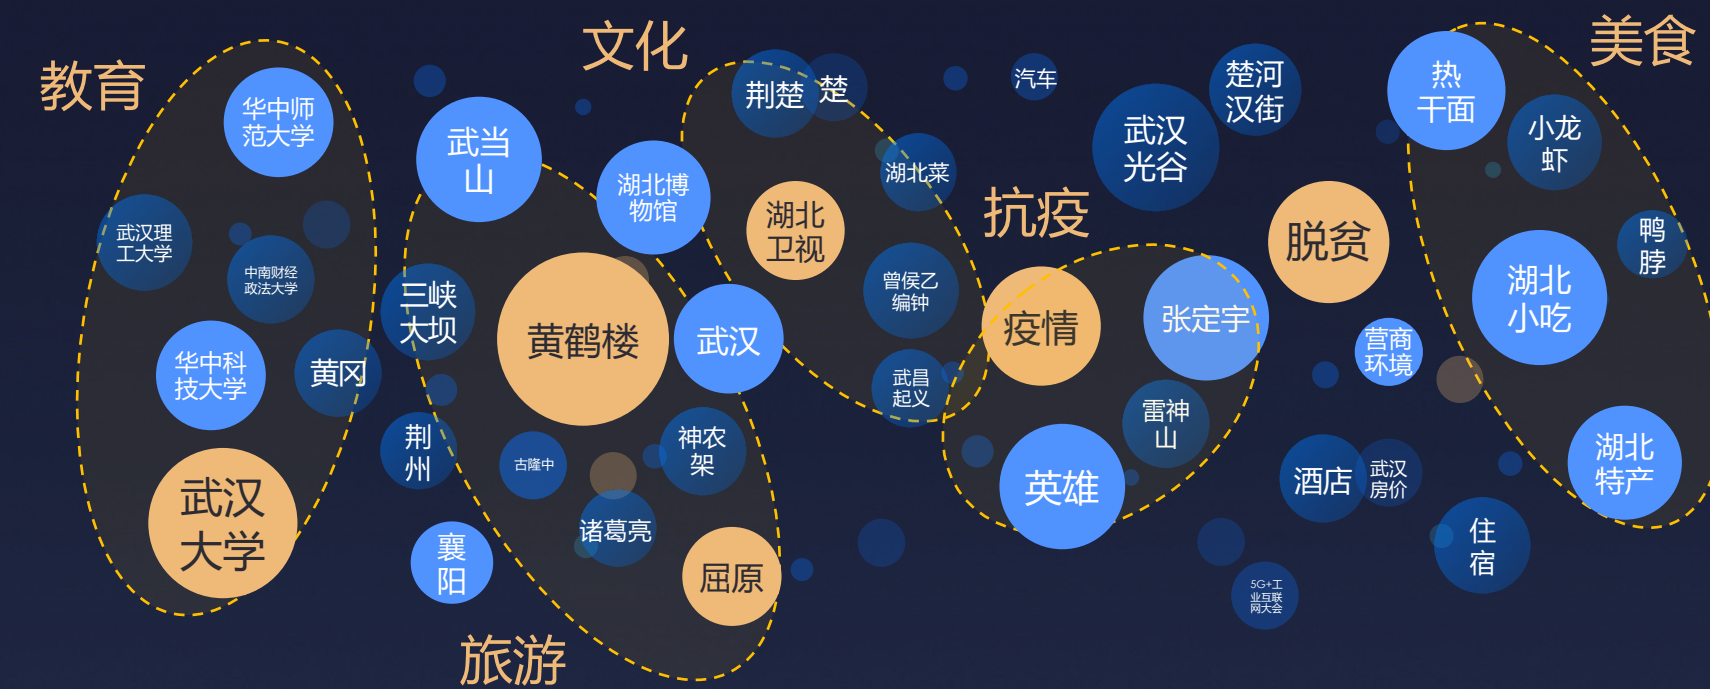 教育
华中师
范大学
武汉理
工大学
中南财经
政法大学
华中科
技大学
黄冈
武汉
大学
文化
荆楚
楚
湖北博
物馆
湖北
卫视
湖北菜
曾侯乙
编钟
武昌
起义
武汉
武当
山
三峡
大坝
黄鹤楼
荆
州
古隆中
神农
架
诸葛亮
襄
阳
屈原
旅游
汽车
武汉
光谷
楚河
汉街
抗疫
疫情
张定宇
雷神
山
英雄
脱贫
营商
环境
酒店
武汉
房价
5G+工
业互联
网大会
住
宿
美食
热
干面
小龙
虾
鸭
脖
湖北
小吃
湖北
特产